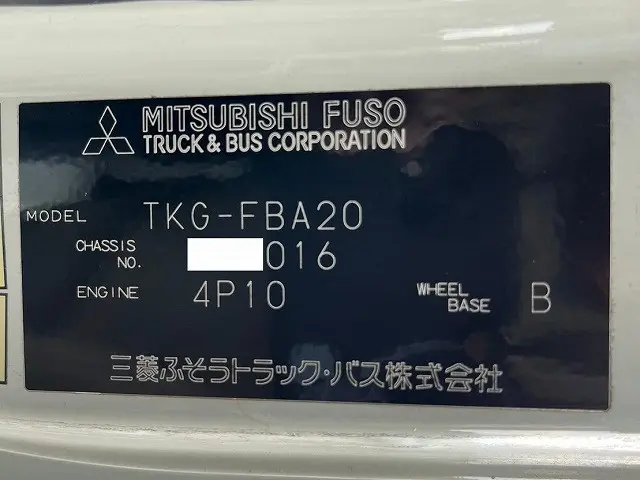 MITSUBISHI FUSO
TRUCK & BUS CORPORATION
MODEL TKG-FBA20
CHASSIS NO. 016
ENGINE 4P10 WHEEL BASE B
三菱ふそうトラック・バス株式会社